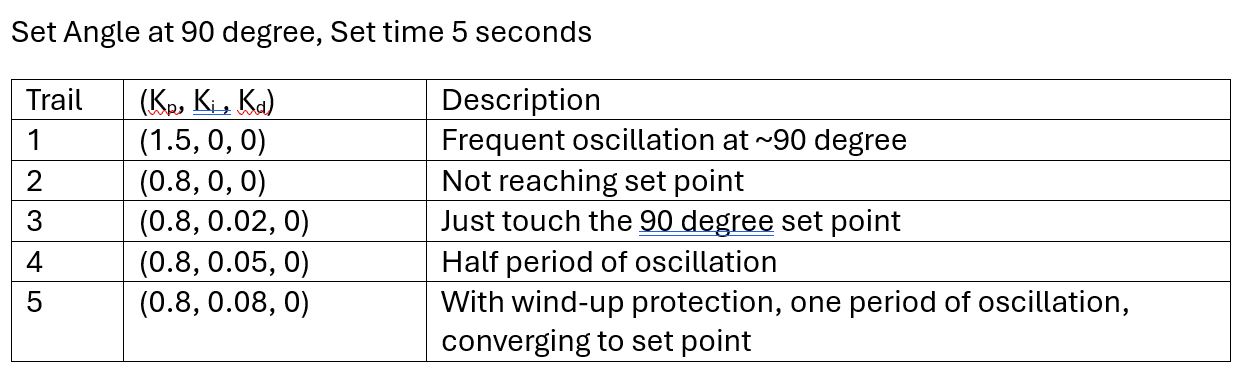 Set Angle at 90 degree, Set time 5 seconds
Trail (Kp, Ki , Kd) Description
1 (1.5, 0, 0) Frequent oscillation at ~90 degree
2 (0.8, 0, 0) Not reaching set point
3 (0.8, 0.02, 0) Just touch the 90 degree set point
4 (0.8, 0.05, 0) Half period of oscillation
5 (0.8, 0.08, 0) With wind-up protection, one period of oscillation,
converging to set point